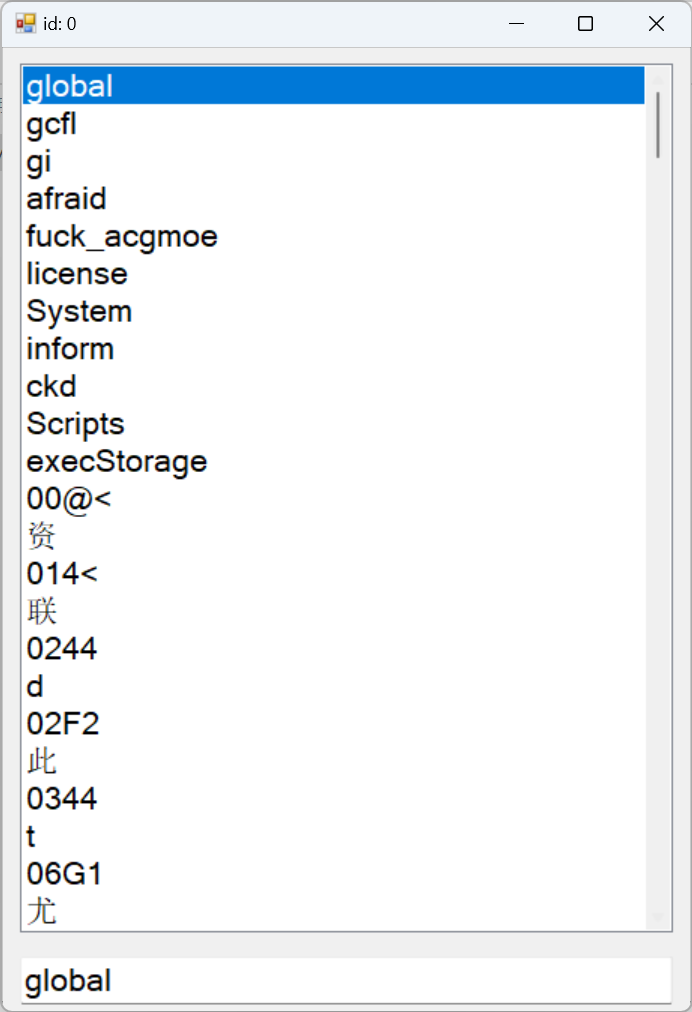 id: 0
global
gcfl
gi
afraid
fuck_acgmoe
license
System
inform
ckd
Scripts
execStorage
00@<
资
014<
联
0244
d
02F2
此
0344
t
06G1
尤
global